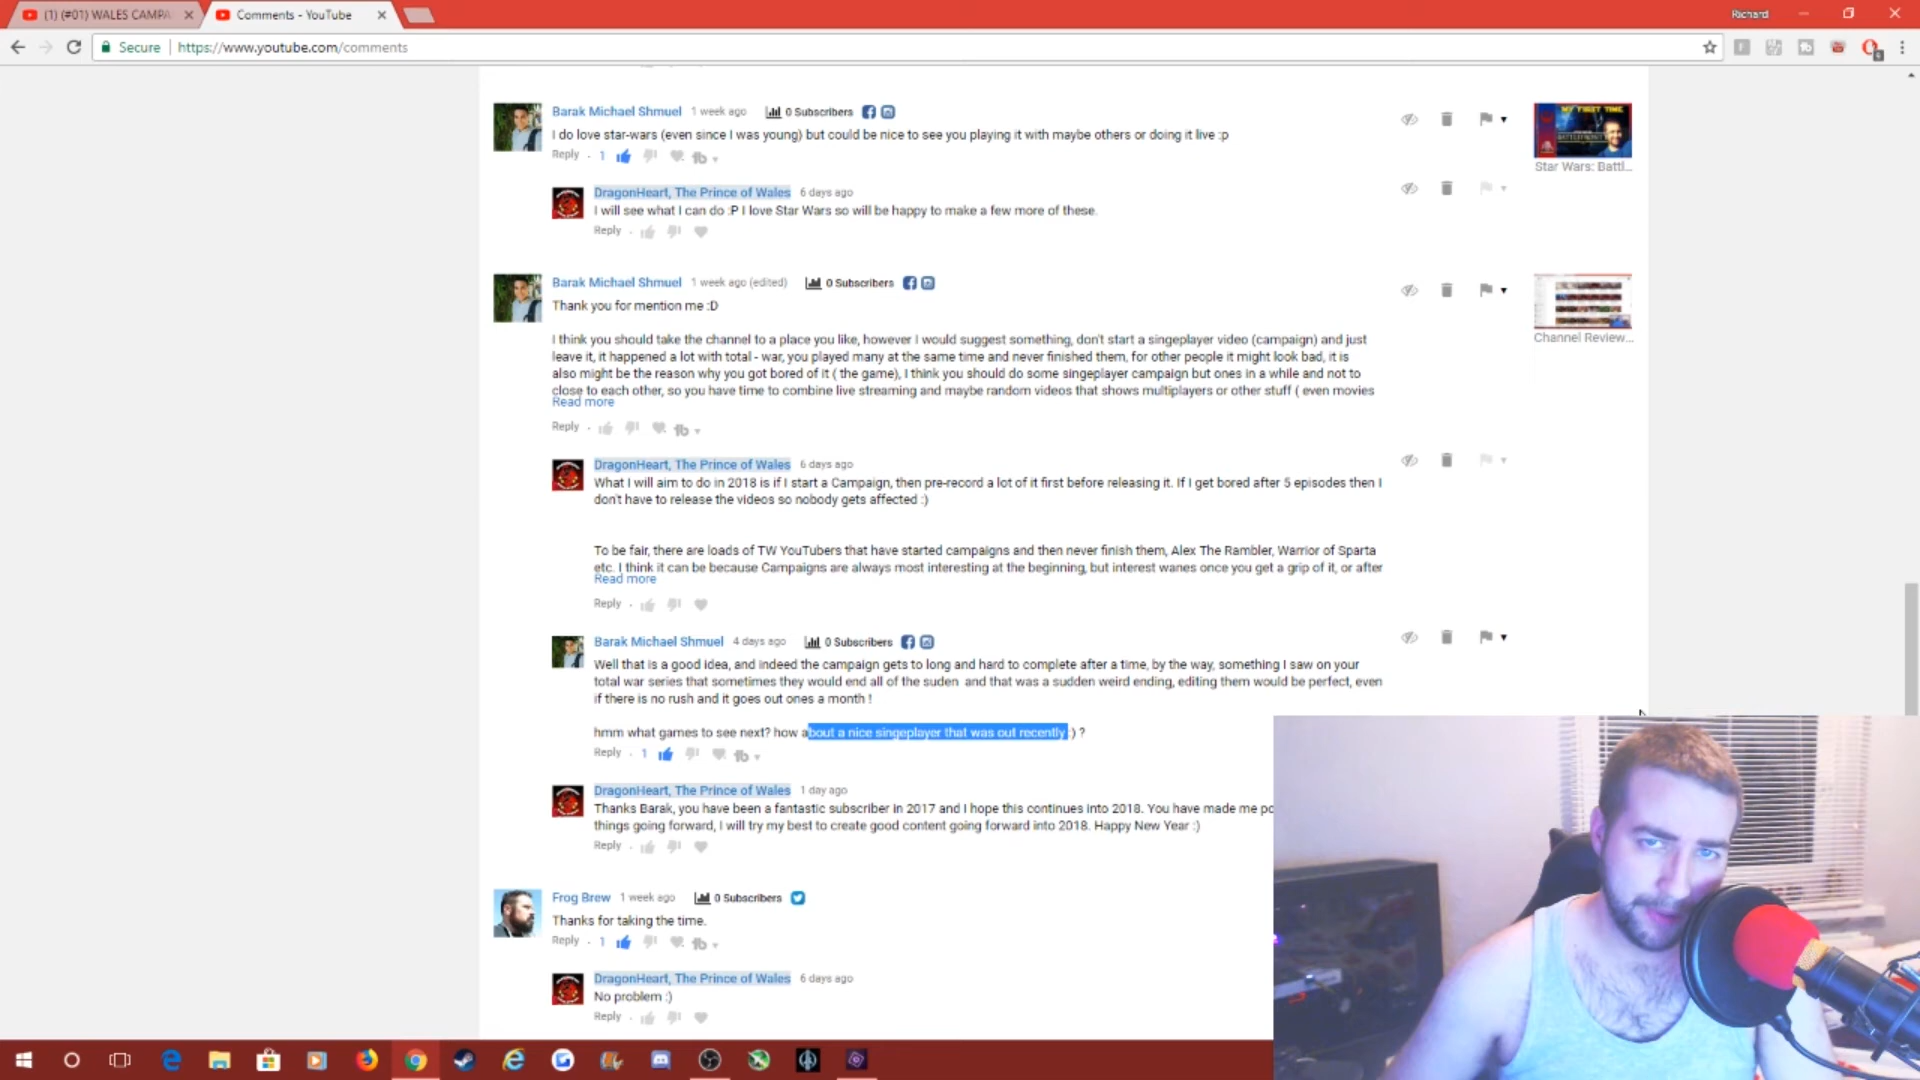 (1) (#01) WALES CAMPA
Comments - YouTube
Richard
Secure
https://www.youtube.com/comments
Barak Michael Shmuel 1 week ago 0 Subscribers
I do love star-wars (even since I was young) but could be nice to see you playing it with maybe others or doing it live :p
Reply 1
MY FIRST TIME
Star Wars: Battl...
DragonHeart, The Prince of Wales 6 days ago
I will see what I can do :P I love Star Wars so will be happy to make a few more of these.
Reply
Barak Michael Shmuel 1 week ago (edited) 0 Subscribers
Thank you for mention me :D
I think you should take the channel to a place you like, however I would suggest something, don't start a singeplayer video (campaign) and just
leave it, it happened a lot with total - war, you played many at the same time and never finished them, for other people it might look bad, it is
also might be the reason why you got bored of it ( the game), I think you should do some singeplayer campaign but ones in a while and not to
close to each other, so you have time to combine live streaming and maybe random videos that shows multiplayers or other stuff ( even movies
Read more
Reply
Channel Review...
DragonHeart, The Prince of Wales 6 days ago
What I will aim to do in 2018 is if I start a Campaign, then pre-record a lot of it first before releasing it. If I get bored after 5 episodes then I
don't have to release the videos so nobody gets affected :)
To be fair, there are loads of TW YouTubers that have started campaigns and then never finish them, Alex The Rambler, Warrior of Sparta
etc. I think it can be because Campaigns are always most interesting at the beginning, but interest wanes once you get a grip of it, or after
Read more
Reply
Barak Michael Shmuel 4 days ago 0 Subscribers
Well that is a good idea, and indeed the campaign gets to long and hard to complete after a time, by the way, something I saw on your
total war series that sometimes they would end all of the suden and that was a sudden weird ending, editing them would be perfect, even
if there is no rush and it goes out ones a month !
hmm what games to see next? how about a nice singeplayer that was out recently :) ?
Reply 1
DragonHeart, The Prince of Wales 1 day ago
Thanks Barak, you have been a fantastic subscriber in 2017 and I hope this continues into 2018. You have made me po
things going forward, I will try my best to create good content going forward into 2018. Happy New Year :)
Reply
Frog Brew 1 week ago 0 Subscribers
Thanks for taking the time.
Reply 1
DragonHeart, The Prince of Wales 6 days ago
No problem :)
Reply